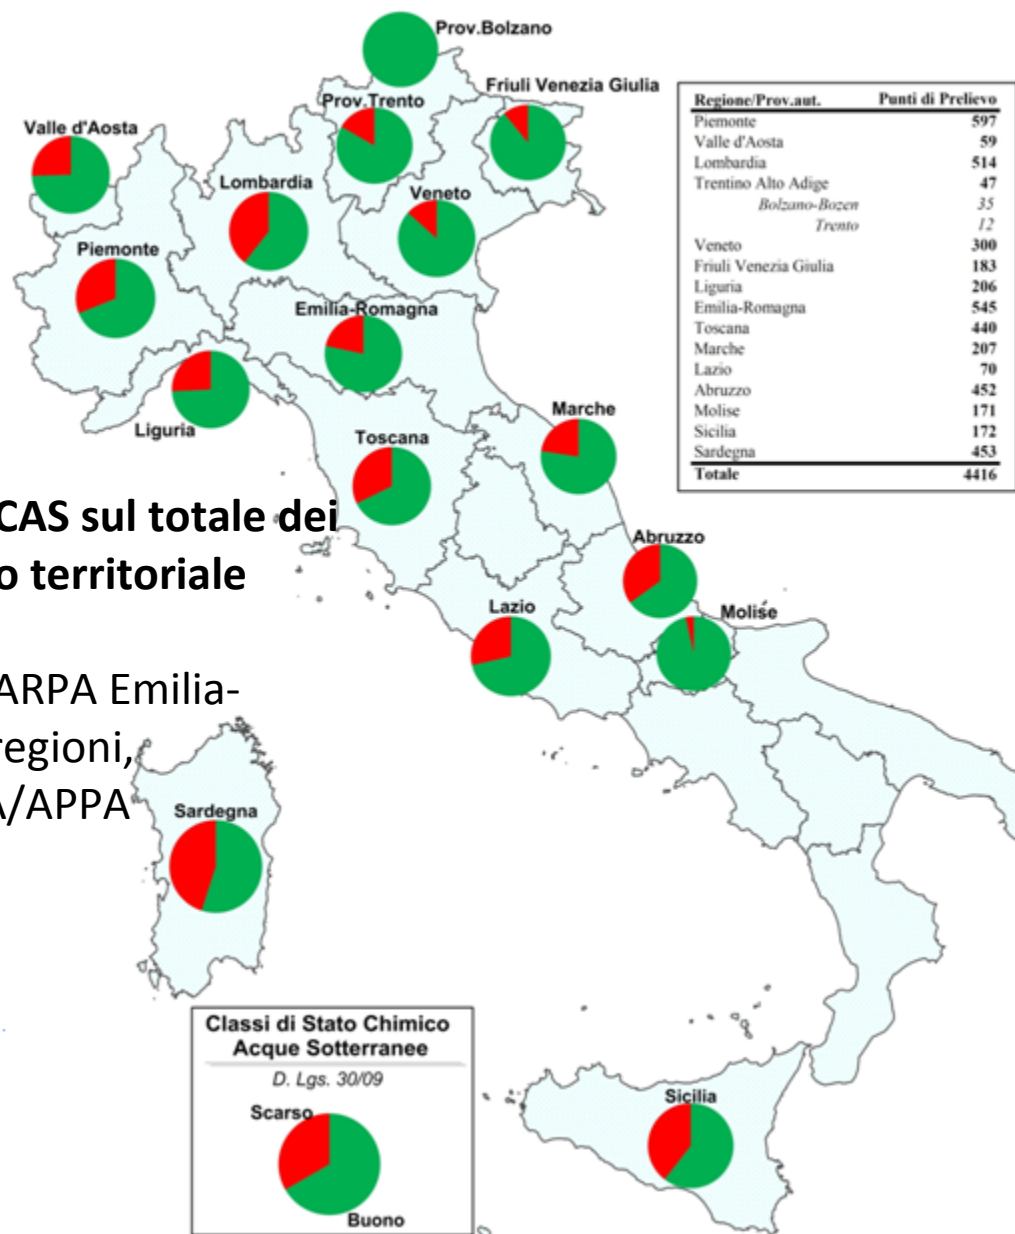 Prov.Bolzano
Friuli Venezia Giulia
Prov.Trento
Valle d'Aosta
Lombardia
Veneto
Piemonte
Emilia-Romagna
Liguria
Toscana
Marche
Abruzzo
Lazio
Molise
Sardegna
Sicilia
Regione/Prov.aut. Punti di Prelievo
Piemonte 597
Valle d'Aosta 59
Lombardia 514
Trentino Alto Adige 47
Bolzano-Bozen 35
Trento 12
Veneto 300
Friuli Venezia Giulia 183
Liguria 206
Emilia-Romagna 545
Toscana 440
Marche 207
Lazio 70
Abruzzo 452
Molise 171
Sicilia 172
Sardegna 453
Totale 4416
CAS sul totale dei
o territoriale
ARPA Emilia-
regioni,
A/APPA
Classi di Stato Chimico
Acque Sotterranee
D. Lgs. 30/09
Scarso
Buono